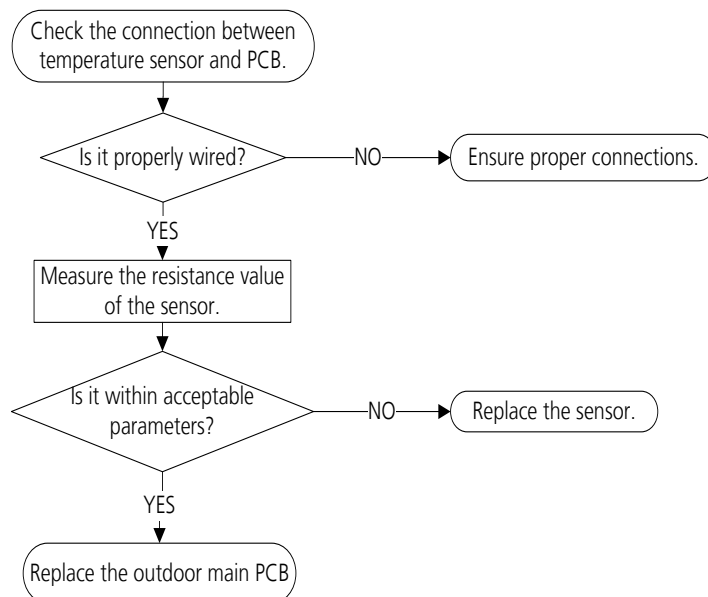 Check the connection between
temperature sensor and PCB.
Is it properly wired?
NO
Ensure proper connections.
YES
Measure the resistance value
of the sensor.
Is it within acceptable
parameters?
NO
Replace the sensor.
YES
Replace the outdoor main PCB